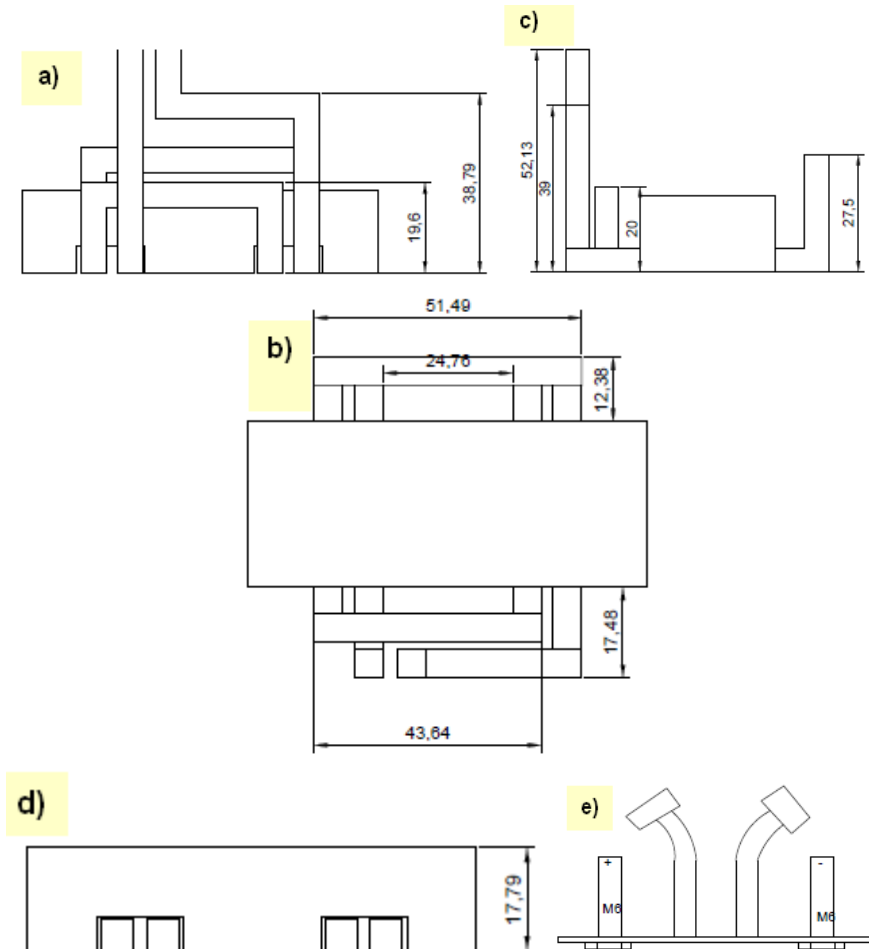 a)
38,79
19,6
c)
52,13
39
20
27,5
b)
51,49
24,76
12,38
17,48
43,64
d)
17,79
e)
+
-
M6
M6